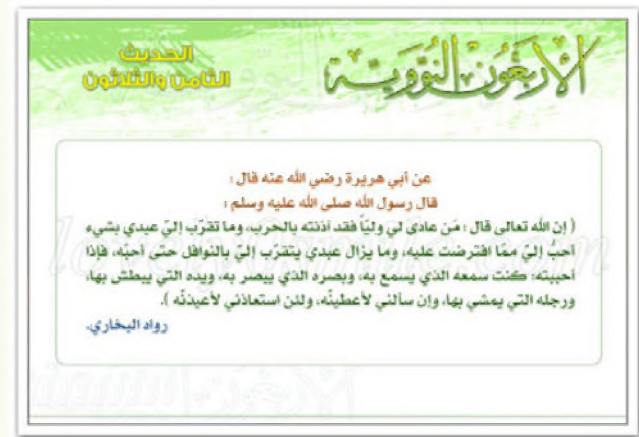 الأربعون النووية
الحديث
الثامن والثلاثون
عن أبي هريرة رضي الله عنه قال :
قال رسول الله صلى الله عليه وسلم :
( إن الله تعالى قال : مَن عادى لي وليّاً فقد آذنته بالحرب، وما تقرّب إليّ عبدي بشيء
أحبّ إليّ ممّا افترضت عليه، وما يزال عبدي يتقرّب إليّ بالنوافل حتى أحبّه، فإذا
أحببته: كنت سمعه الذي يسمع به، وبصره الذي يبصر به، ويده التي يبطش بها،
ورجله التي يمشي بها، وإن سألني لأعطينّه، ولئن استعاذني لأعيذنّه ).
رواه البخاري.